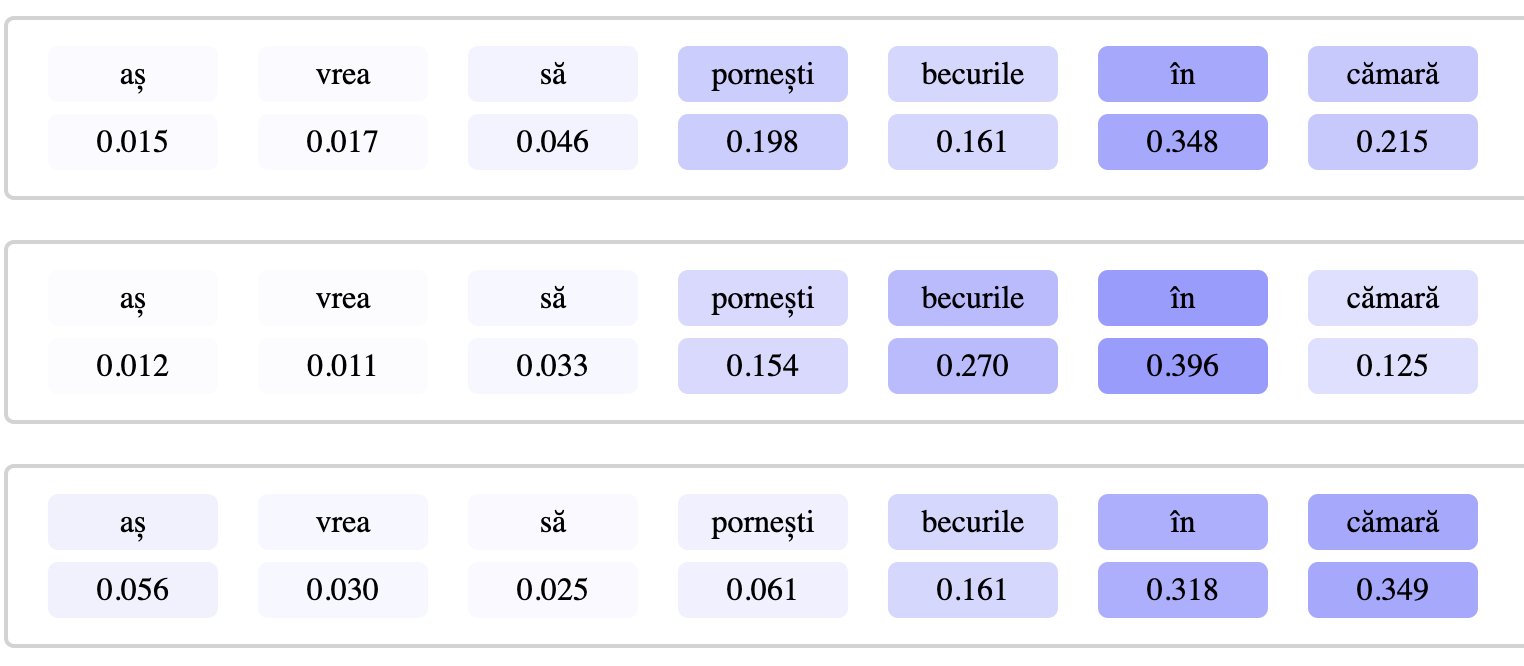 aș vrea să pornești becurile în cămară
0.015 0.017 0.046 0.198 0.161 0.348 0.215
aș vrea să pornești becurile în cămară
0.012 0.011 0.033 0.154 0.270 0.396 0.125
aș vrea să pornești becurile în cămară
0.056 0.030 0.025 0.061 0.161 0.318 0.349